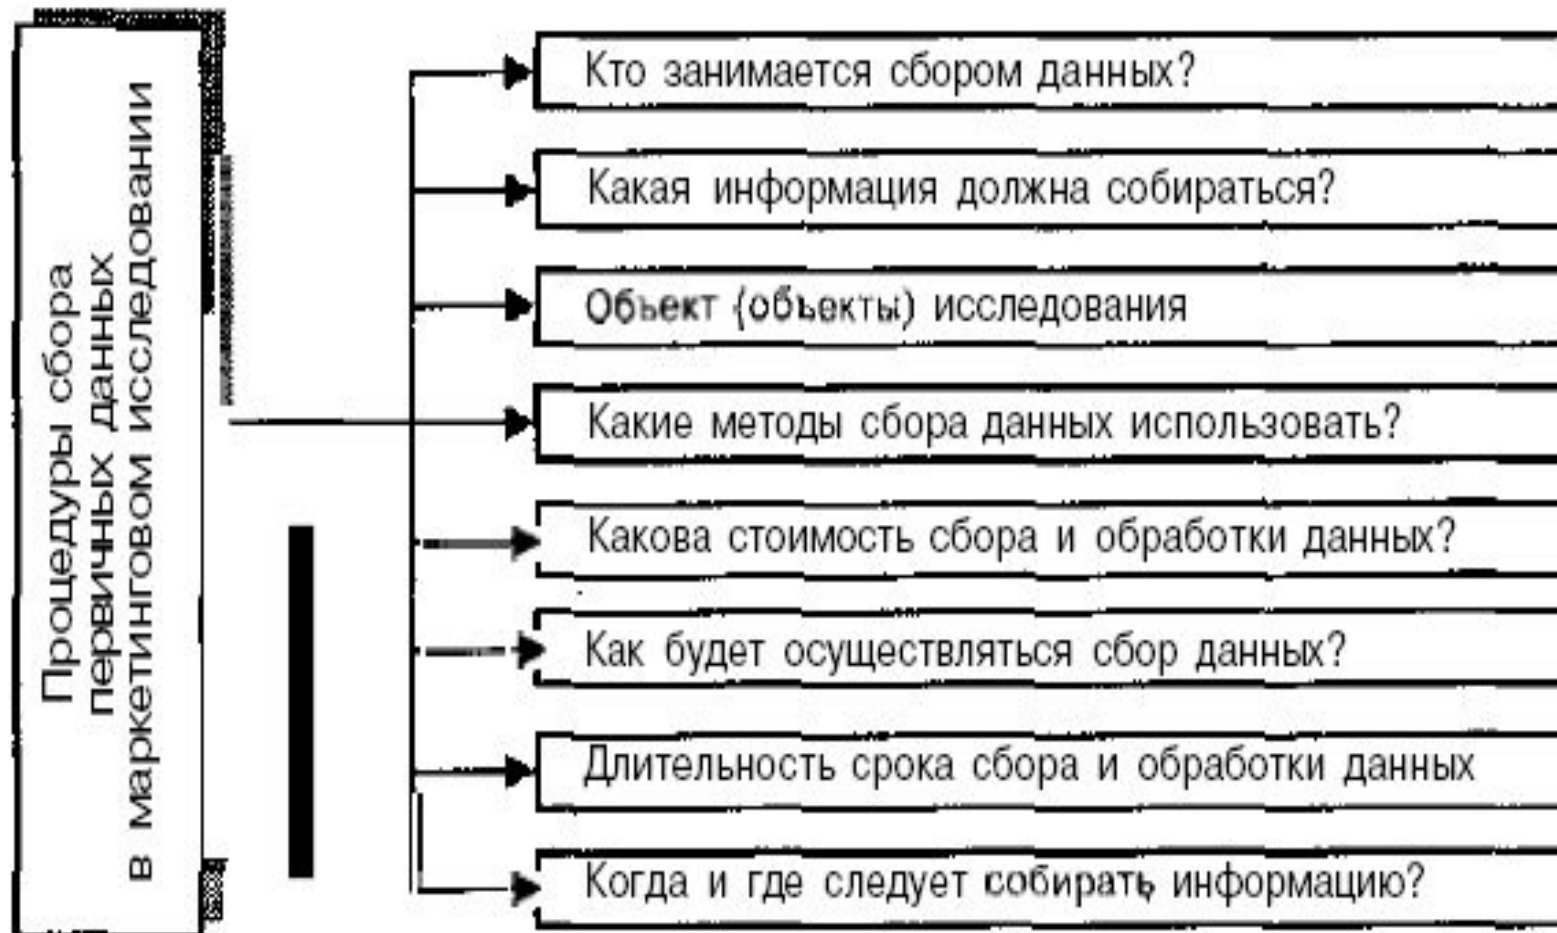 Процедуры сбора
первичных данных
в маркетинговом исследовании
Кто занимается сбором данных?
Какая информация должна собираться?
Объект (объекты) исследования
Какие методы сбора данных использовать?
Какова стоимость сбора и обработки данных?
Как будет осуществляться сбор данных?
Длительность срока сбора и обработки данных
Когда и где следует собирать информацию?